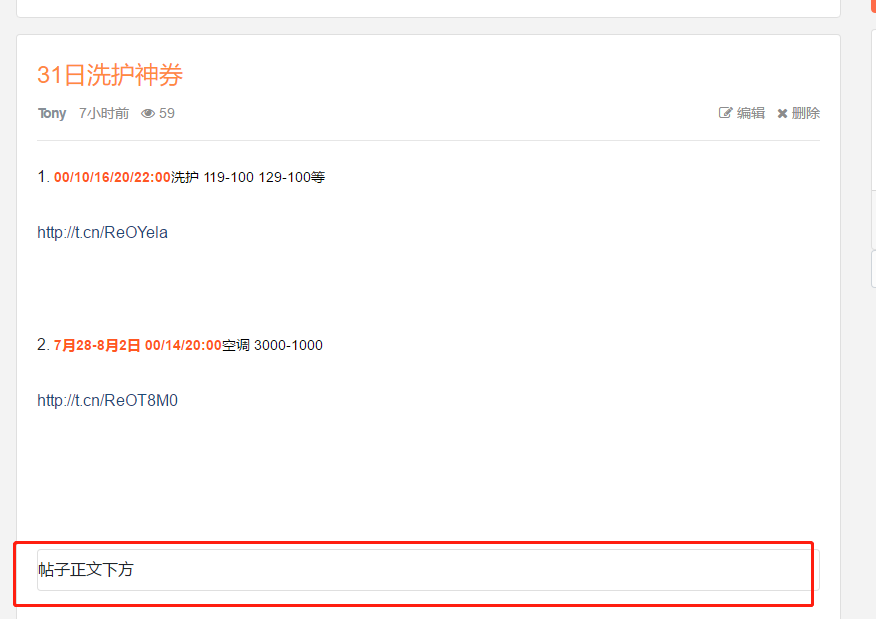 31日洗护神券
Tony 7小时前 59 编辑 删除
1. 00/10/16/20/22:00洗护 119-100 129-100等
http://t.cn/ReOYela
2. 7月28-8月2日 00/14/20:00空调 3000-1000
http://t.cn/ReOT8M0
帖子正文下方